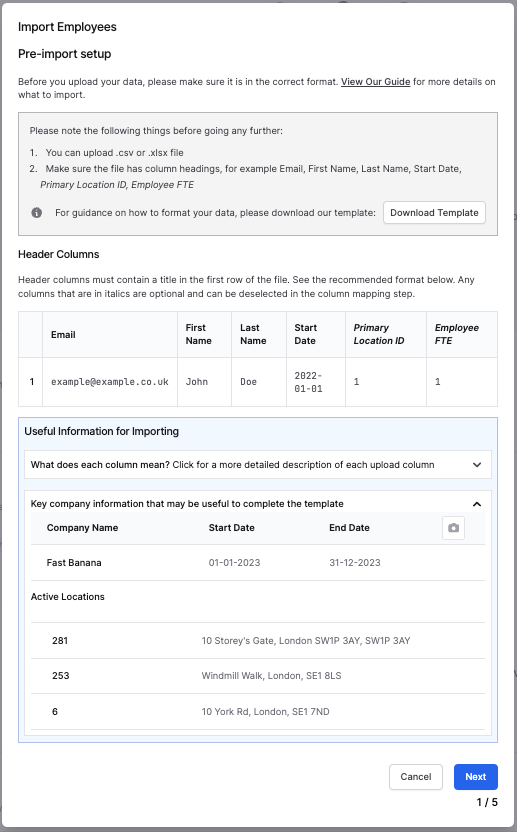 Import Employees
Pre-import setup
Before you upload your data, please make sure it is in the correct format. View Our Guide for more details on
what to import.
Please note the following things before going any further:
1. You can upload .csv or .xlsx file
2. Make sure the file has column headings, for example Email, First Name, Last Name, Start Date,
Primary Location ID, Employee FTE
For guidance on how to format your data, please download our template: Download Template
Header Columns
Header columns must contain a title in the first row of the file. See the recommended format below. Any
columns that are in italics are optional and can be deselected in the column mapping step.
Email First Name Last Name Start Date Primary Location ID Employee FTE
1 example@example.co.uk John Doe 2022-01-01 1 1
Useful Information for Importing
What does each column mean? Click for a more detailed description of each upload column
Key company information that may be useful to complete the template
Company Name Start Date End Date
Fast Banana 01-01-2023 31-12-2023
Active Locations
281 10 Storey's Gate, London SW1P 3AY, SW1P 3AY
253 Windmill Walk, London, SE1 8LS
6 10 York Rd, London, SE1 7ND
Cancel Next
1 / 5